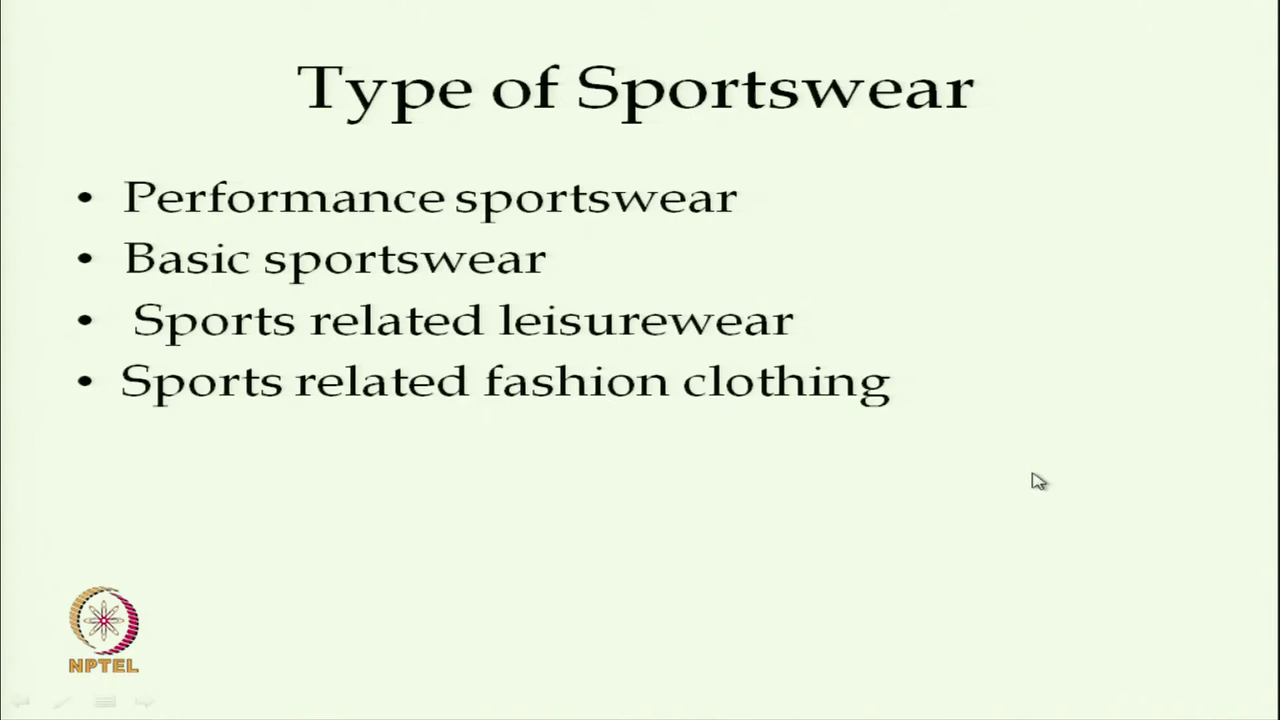 Type of Sportswear
• Performance sportswear
• Basic sportswear
• Sports related leisurewear
• Sports related fashion clothing
NPTEL